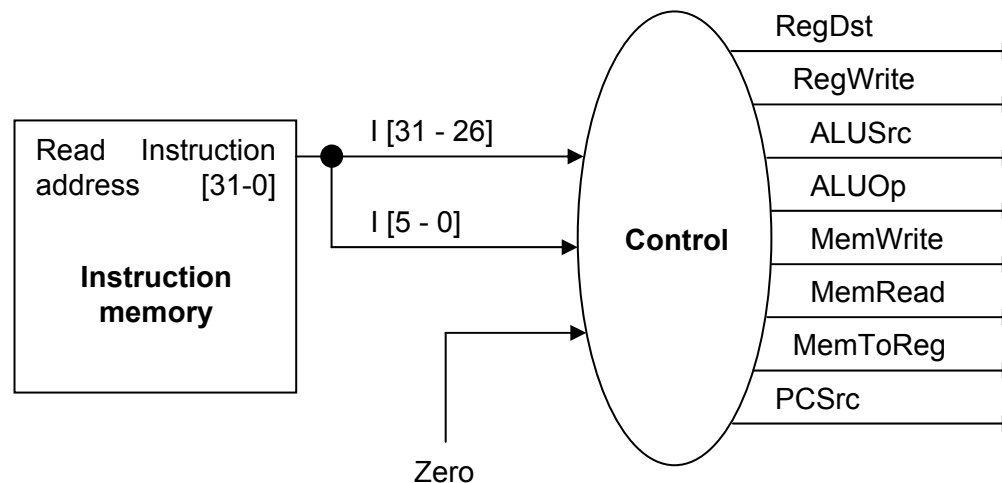 Read Instruction
address [31-0]
Instruction
memory
I [31 - 26]
I [5 - 0]
Zero
Control
RegDst
RegWrite
ALUSrc
ALUOp
MemWrite
MemRead
MemToReg
PCSrc